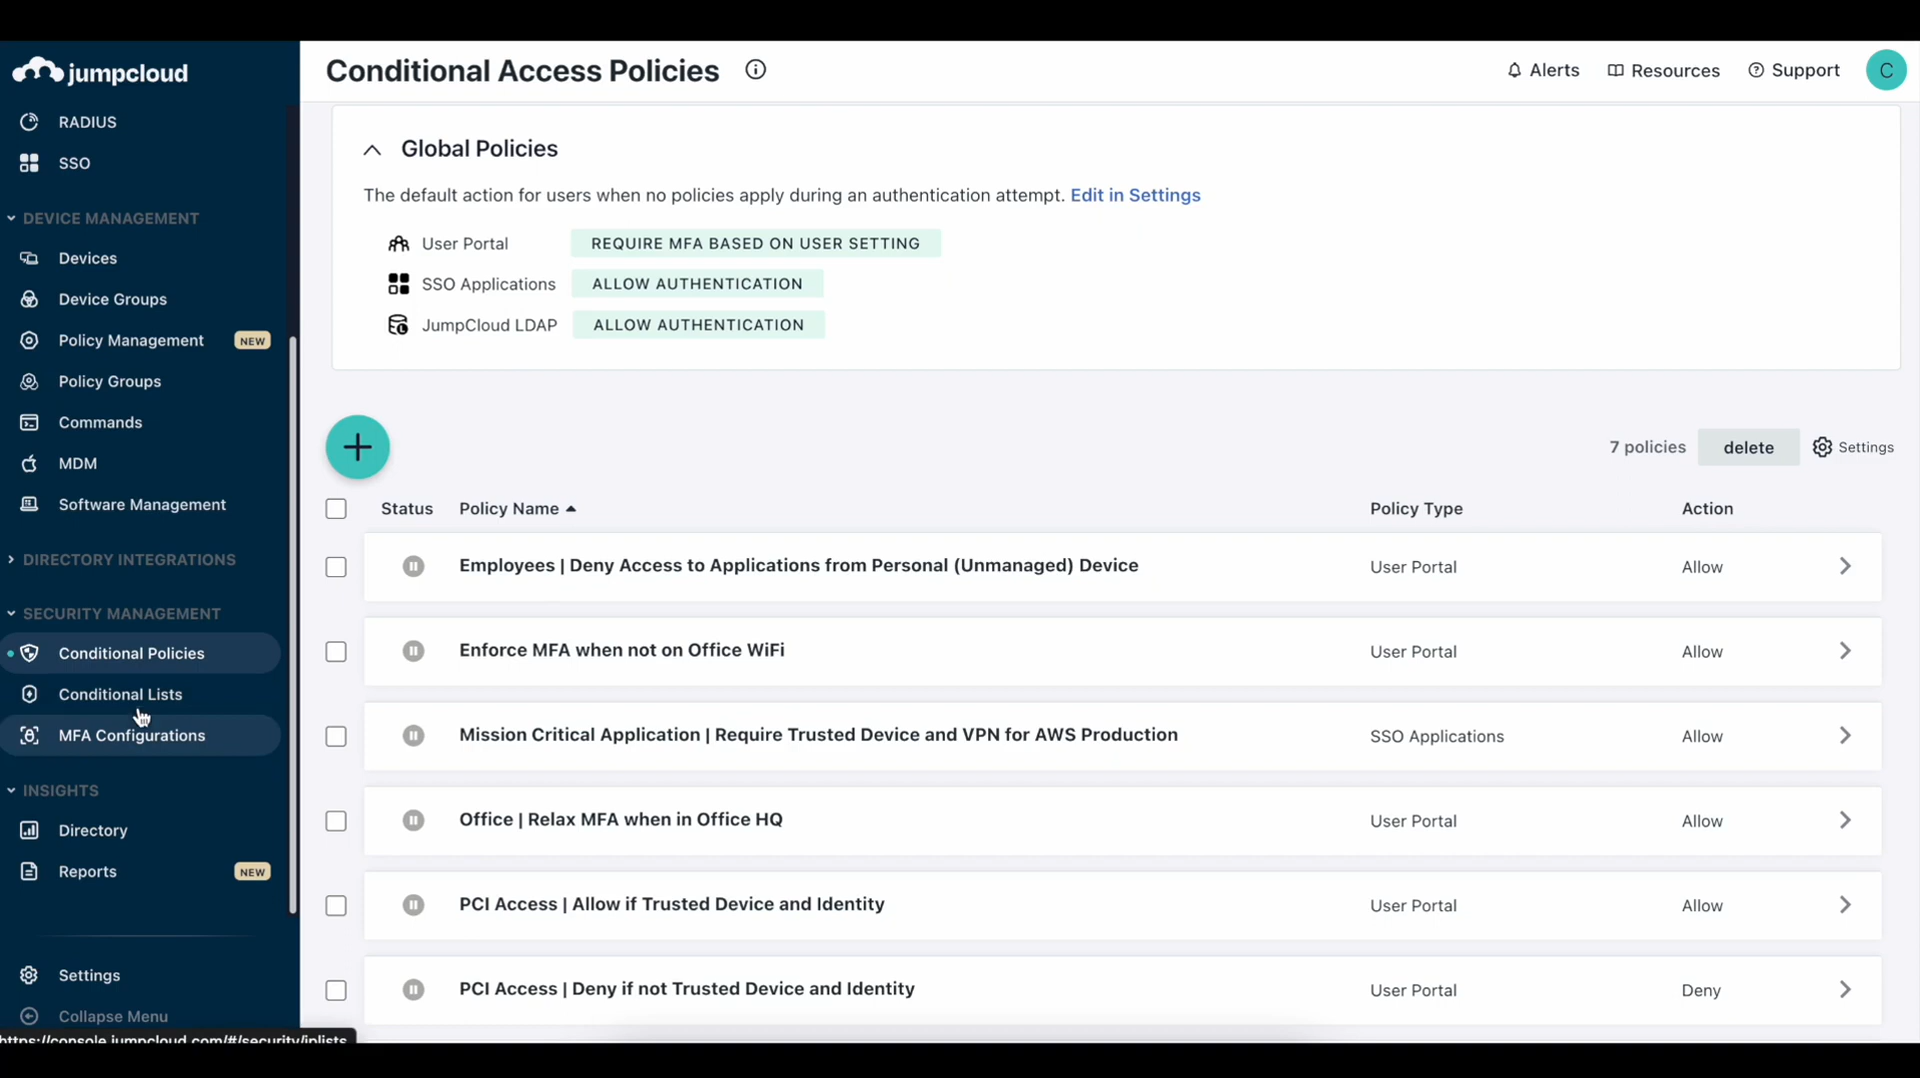 jumpcloud
RADIUS
SSO
DEVICE MANAGEMENT
Devices
Device Groups
Policy Management NEW
Policy Groups
Commands
MDM
Software Management
DIRECTORY INTEGRATIONS
SECURITY MANAGEMENT
Conditional Policies
Conditional Lists
MFA Configurations
INSIGHTS
Directory
Reports NEW
Settings
Collapse Menu
https://console.jumpcloud.com/#/security/iplists
Conditional Access Policies
Alerts Resources Support C
Global Policies
The default action for users when no policies apply during an authentication attempt. Edit in Settings
User Portal REQUIRE MFA BASED ON USER SETTING
SSO Applications ALLOW AUTHENTICATION
JumpCloud LDAP ALLOW AUTHENTICATION
7 policies delete Settings
Status Policy Name Policy Type Action
Employees | Deny Access to Applications from Personal (Unmanaged) Device User Portal Allow
Enforce MFA when not on Office WiFi User Portal Allow
Mission Critical Application | Require Trusted Device and VPN for AWS Production SSO Applications Allow
Office | Relax MFA when in Office HQ User Portal Allow
PCI Access | Allow if Trusted Device and Identity User Portal Allow
PCI Access | Deny if not Trusted Device and Identity User Portal Deny